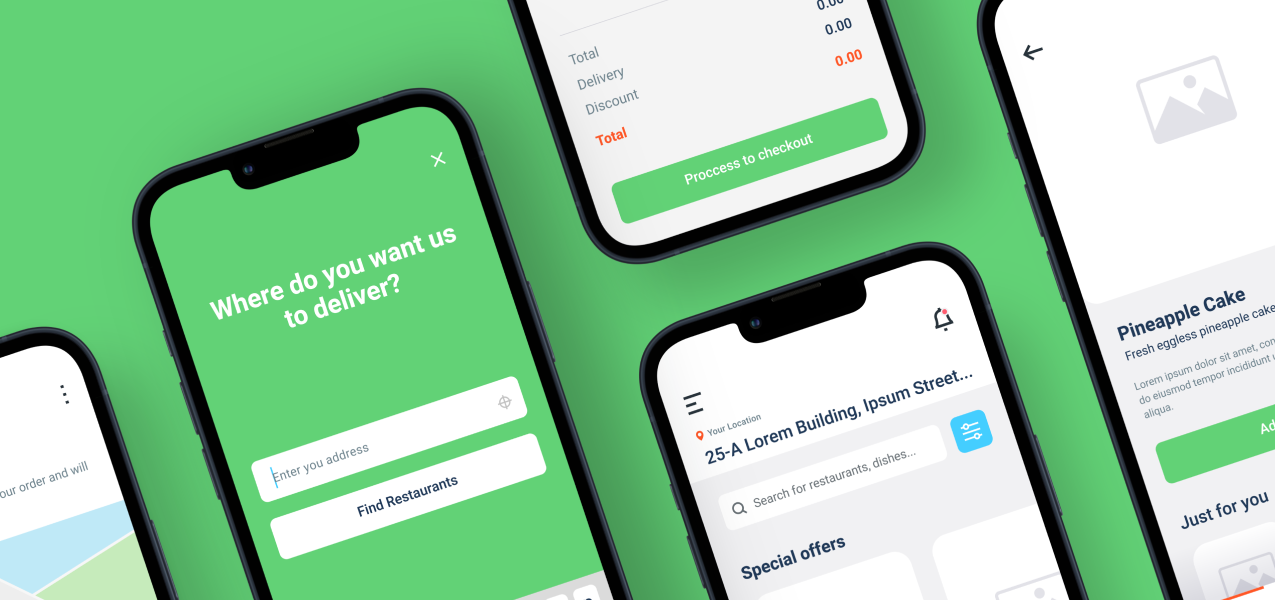 our order and will
Where do you want us
to deliver?
Enter you address
Find Restaurants
0.00
Total
0.00
Delivery
0.00
Discount
Total
Proccess to checkout
Your Location
25-A Lorem Building, Ipsum Street...
Search for restaurants, dishes...
Special offers
Pineapple Cake
Fresh eggless pineapple cake
Lorem ipsum dolor sit amet, con
do eiusmod tempor incididunt
aliqua.
Ad
Just for you